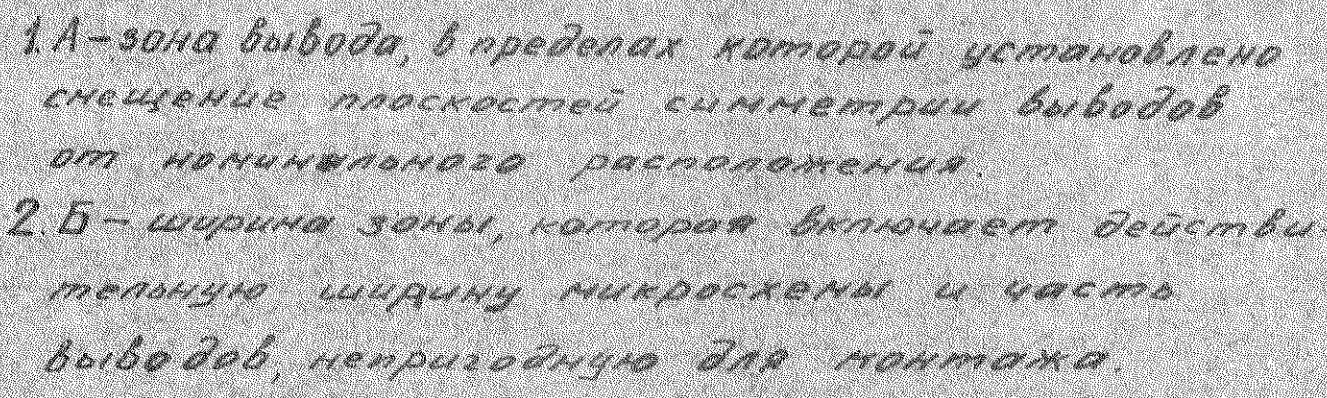 1. А – зона вывода, в пределах которой установлено
смещение плоскостей симметрии выводов
от номинального расположения.
2. Б – ширина зоны, которая включает действи-
тельную ширину микросхемы и часть
выводов, непригодную для монтажа.